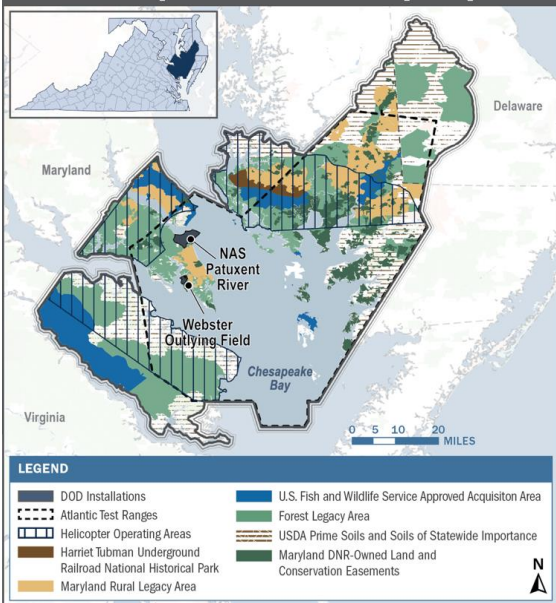 Delaware
Maryland
NAS
Patuxent
River
Webster
Outlying Field
Chesapeake
Bay
Virginia
0 5 10 20
MILES
LEGEND
DOD Installations
Atlantic Test Ranges
Helicopter Operating Areas
Harriet Tubman Underground
Railroad National Historical Park
Maryland Rural Legacy Area
U.S. Fish and Wildlife Service Approved Acquisiton Area
Forest Legacy Area
USDA Prime Soils and Soils of Statewide Importance
Maryland DNR-Owned Land and
Conservation Easements
N